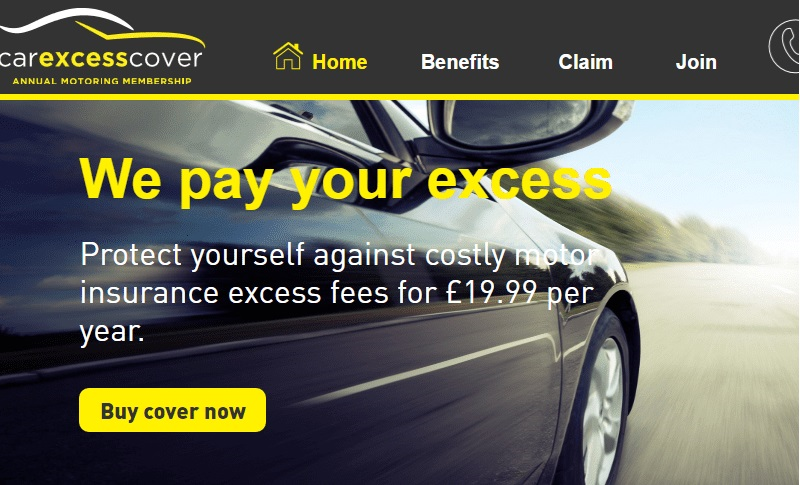 carexcesscover
ANNUAL MOTORING MEMBERSHIP
Home Benefits Claim Join
We pay your excess
Protect yourself against costly motor
insurance excess fees for £19.99 per
year.
Buy cover now